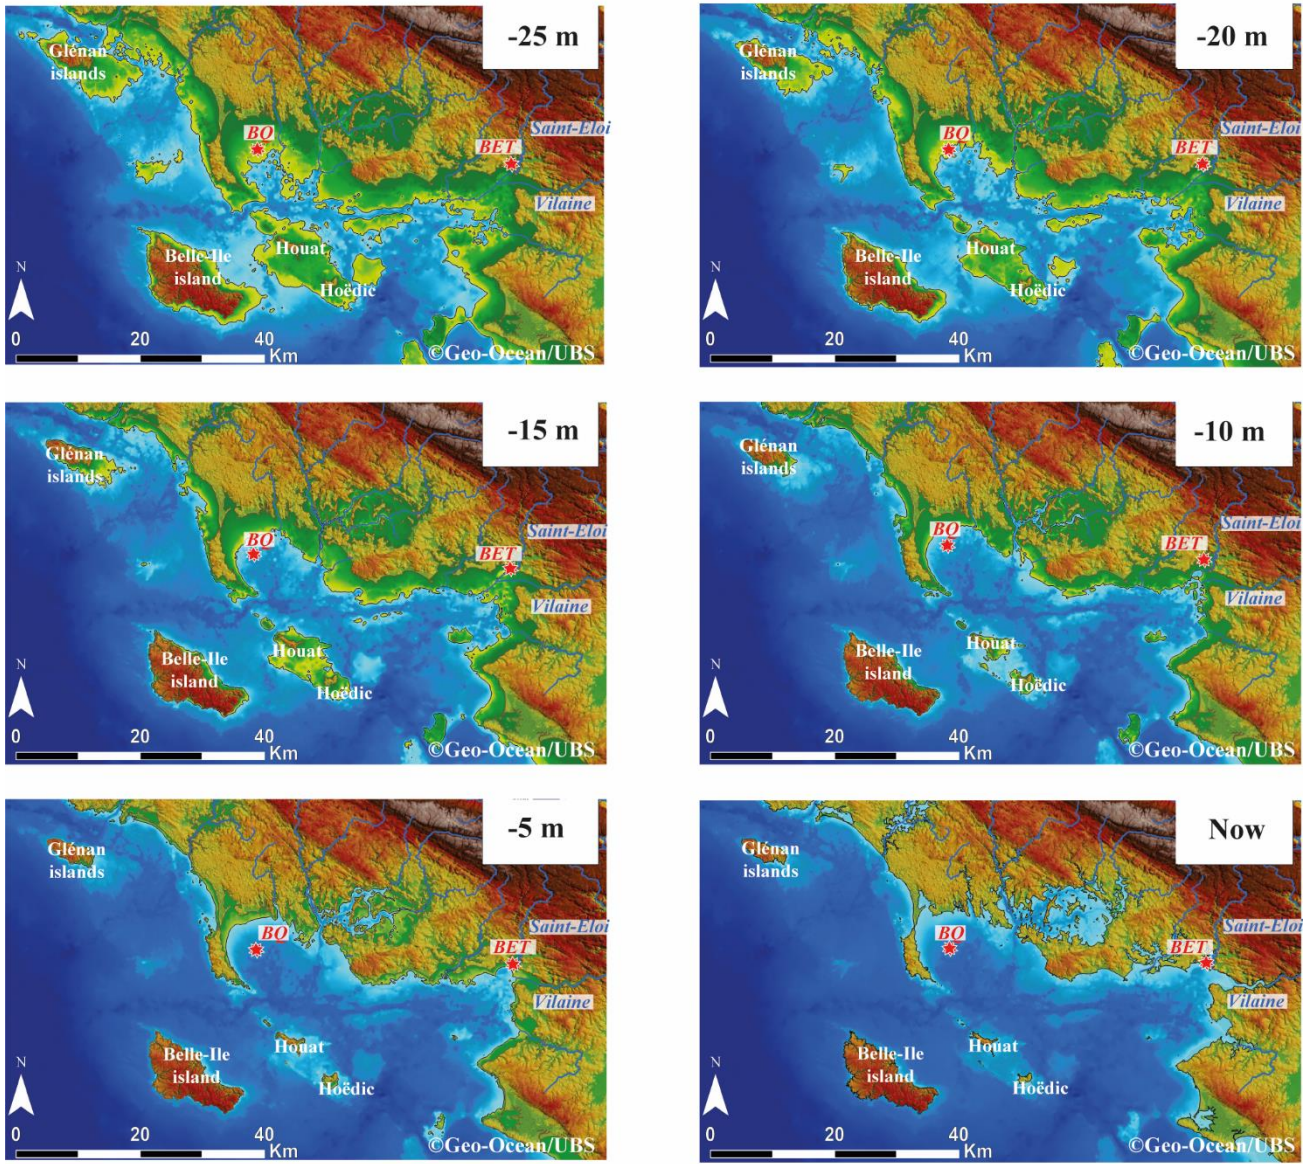 -25 m
Glénan
islands
BQ
Saint-Eloi
BET
Vilaine
Belle-Ile
island
Houat
Hoëdic
N
0 20 40
Km
©Geo-Ocean/UBS
-20 m
Glénan
islands
BQ
Saint-Eloi
BET
Vilaine
Belle-Ile
island
Houat
Hoëdic
N
0 20 40
Km
©Geo-Ocean/UBS
-15 m
Glénan
islands
BQ
Saint-Eloi
BET
Vilaine
Belle-Ile
island
Houat
Hoëdic
N
0 20 40
Km
©Geo-Ocean/UBS
-10 m
Glénan
islands
BQ
Saint-Eloi
BET
Vilaine
Belle-Ile
island
Houat
Hoëdic
N
0 20 40
Km
©Geo-Ocean/UBS
-5 m
Glénan
islands
BQ
Saint-Eloi
BET
Vilaine
Belle-Ile
island
Houat
Hoëdic
N
0 20 40
Km
©Geo-Ocean/UBS
Now
Glénan
islands
BQ
Saint-Eloi
BET
Vilaine
Belle-Ile
island
Houat
Hoëdic
N
0 20 40
Km
©Geo-Ocean/UBS